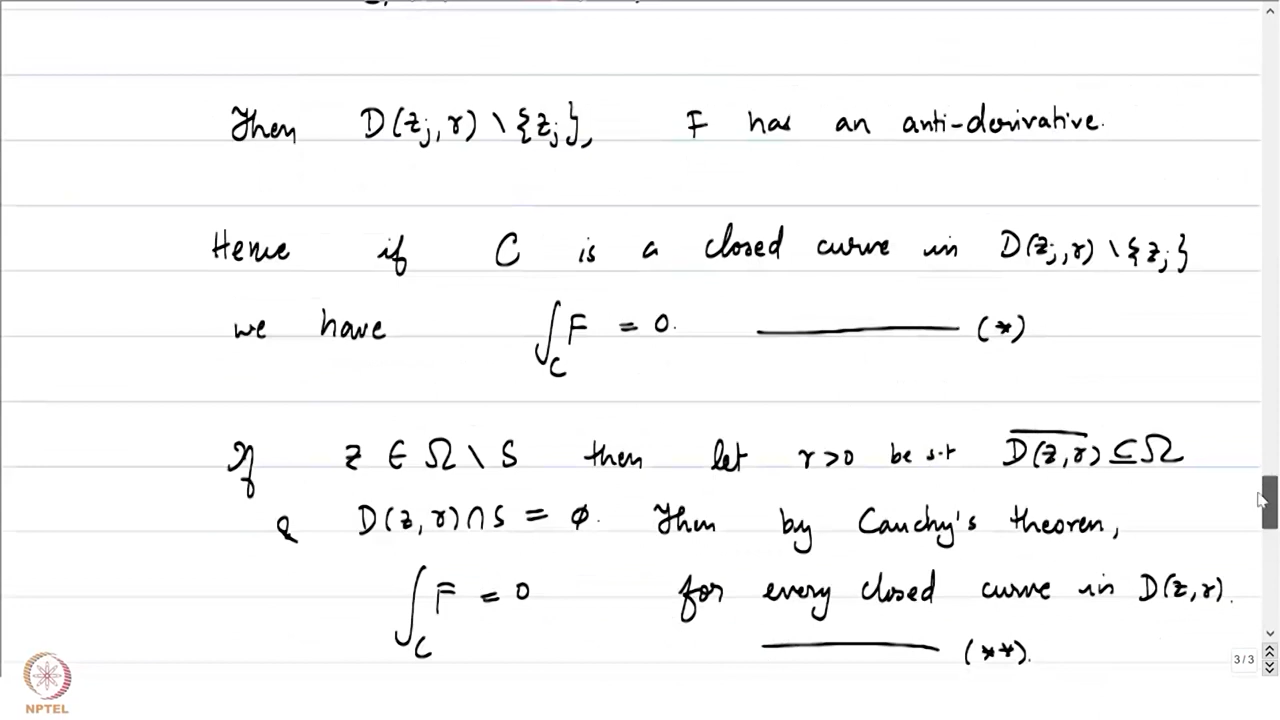 Then D(z_j, r) \ {z_j}, F has an anti-derivative.
Hence if C is a closed curve in D(z_j, r) \ {z_j}
we have ∫_C F = 0. ——— (*)
If z ∈ Ω \ S then let r>0 be s.t \overline{D(z, r)} ⊆ Ω
& D(z, r) ∩ S = ∅. Then by Cauchy's theorem,
∫_C F = 0 for every closed curve in D(z, r).
——— (**).
3 / 3
NPTEL